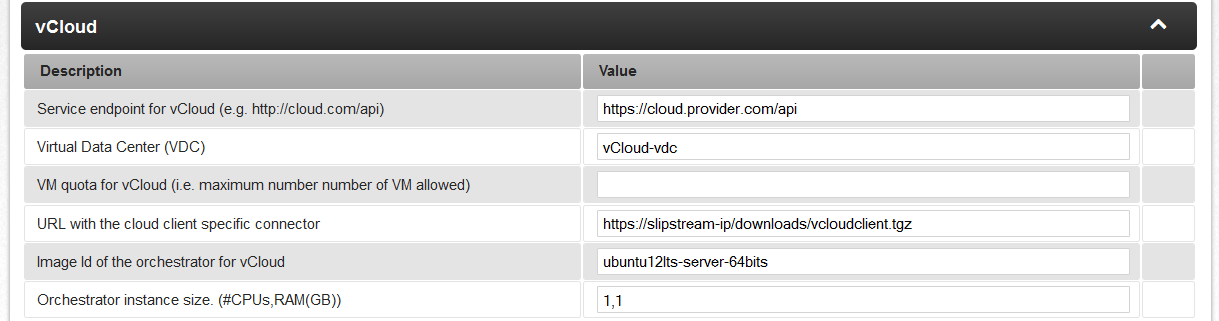 vCloud
Description Value
Service endpoint for vCloud (e.g. http://cloud.com/api) https://cloud.provider.com/api
Virtual Data Center (VDC) vCloud-vdc
VM quota for vCloud (i.e. maximum number number of VM allowed)
URL with the cloud client specific connector https://slipstream-ip/downloads/vcloudclient.tgz
Image Id of the orchestrator for vCloud ubuntu12lts-server-64bits
Orchestrator instance size. (#CPUs,RAM(GB)) 1,1